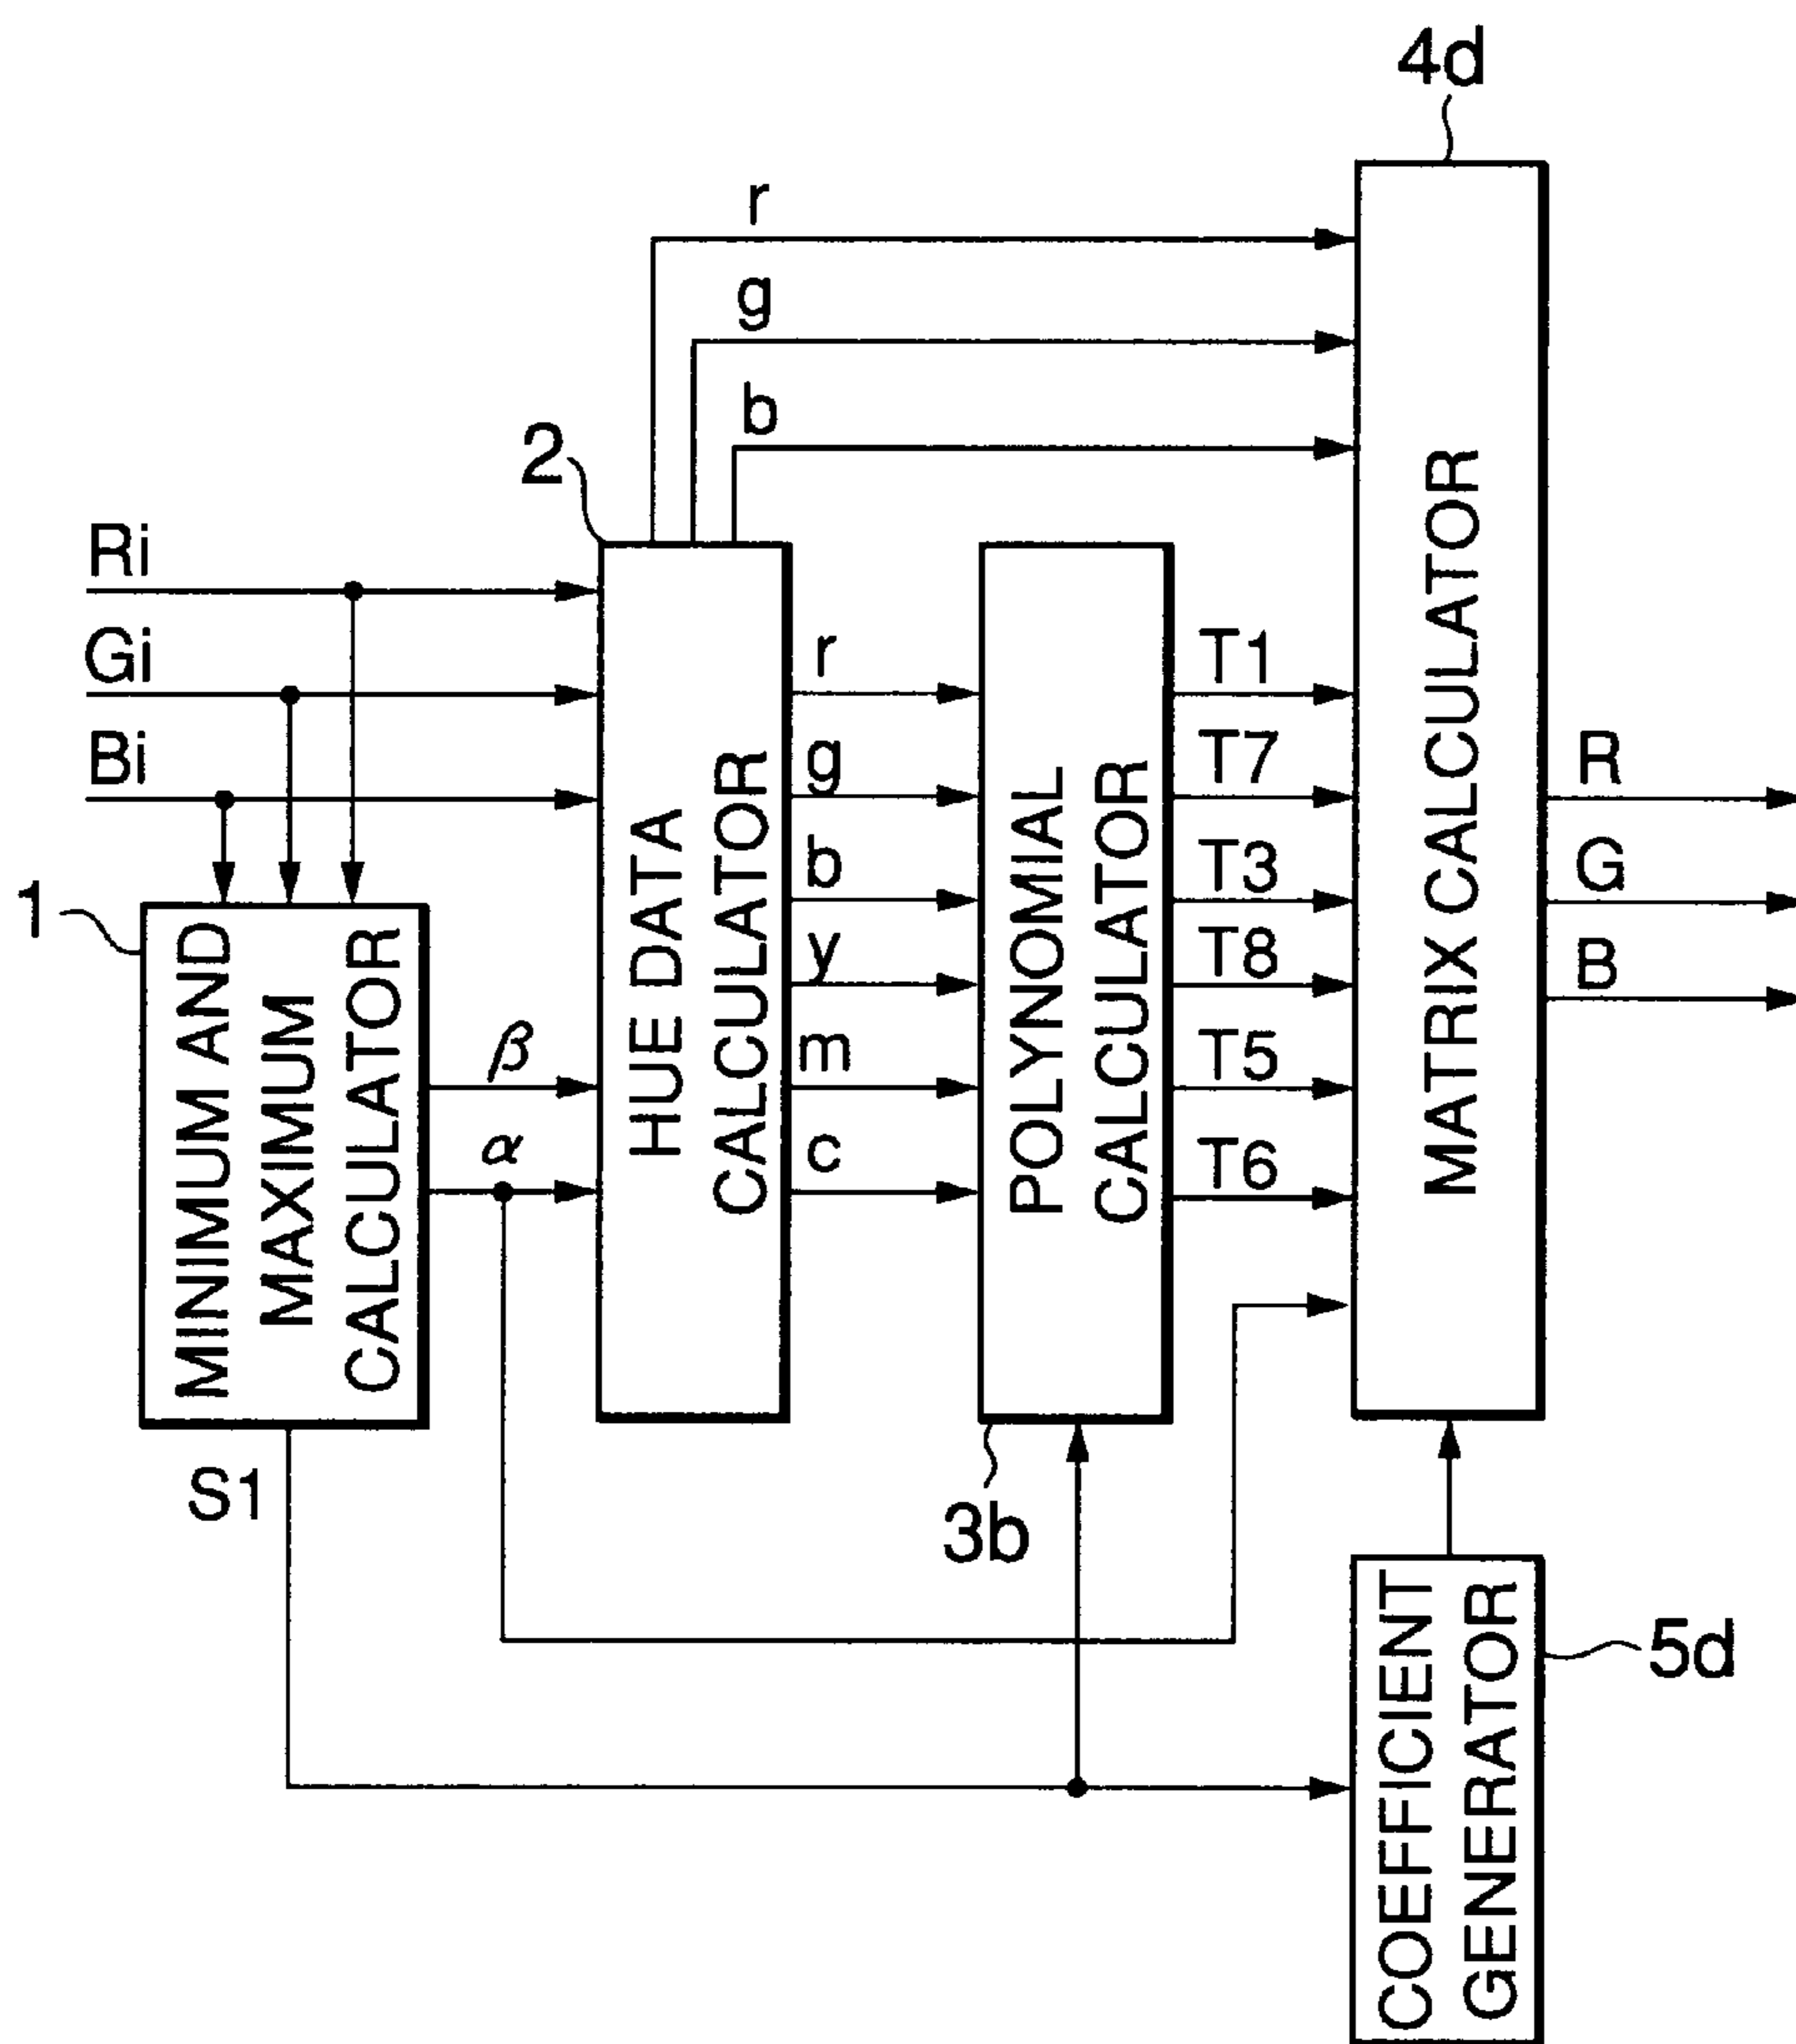 4d
r
g
b
2
Ri
Gi
Bi
1
MINIMUM AND
MAXIMUM
CALCULATOR
β
α
S1
HUE DATA
CALCULATOR
r
g
b
y
m
c
POLYNOMIAL
CALCULATOR
3b
T1
T7
T3
T8
T5
T6
MATRIX CALCULATOR
R
G
B
COEFFICIENT
GENERATOR
5d